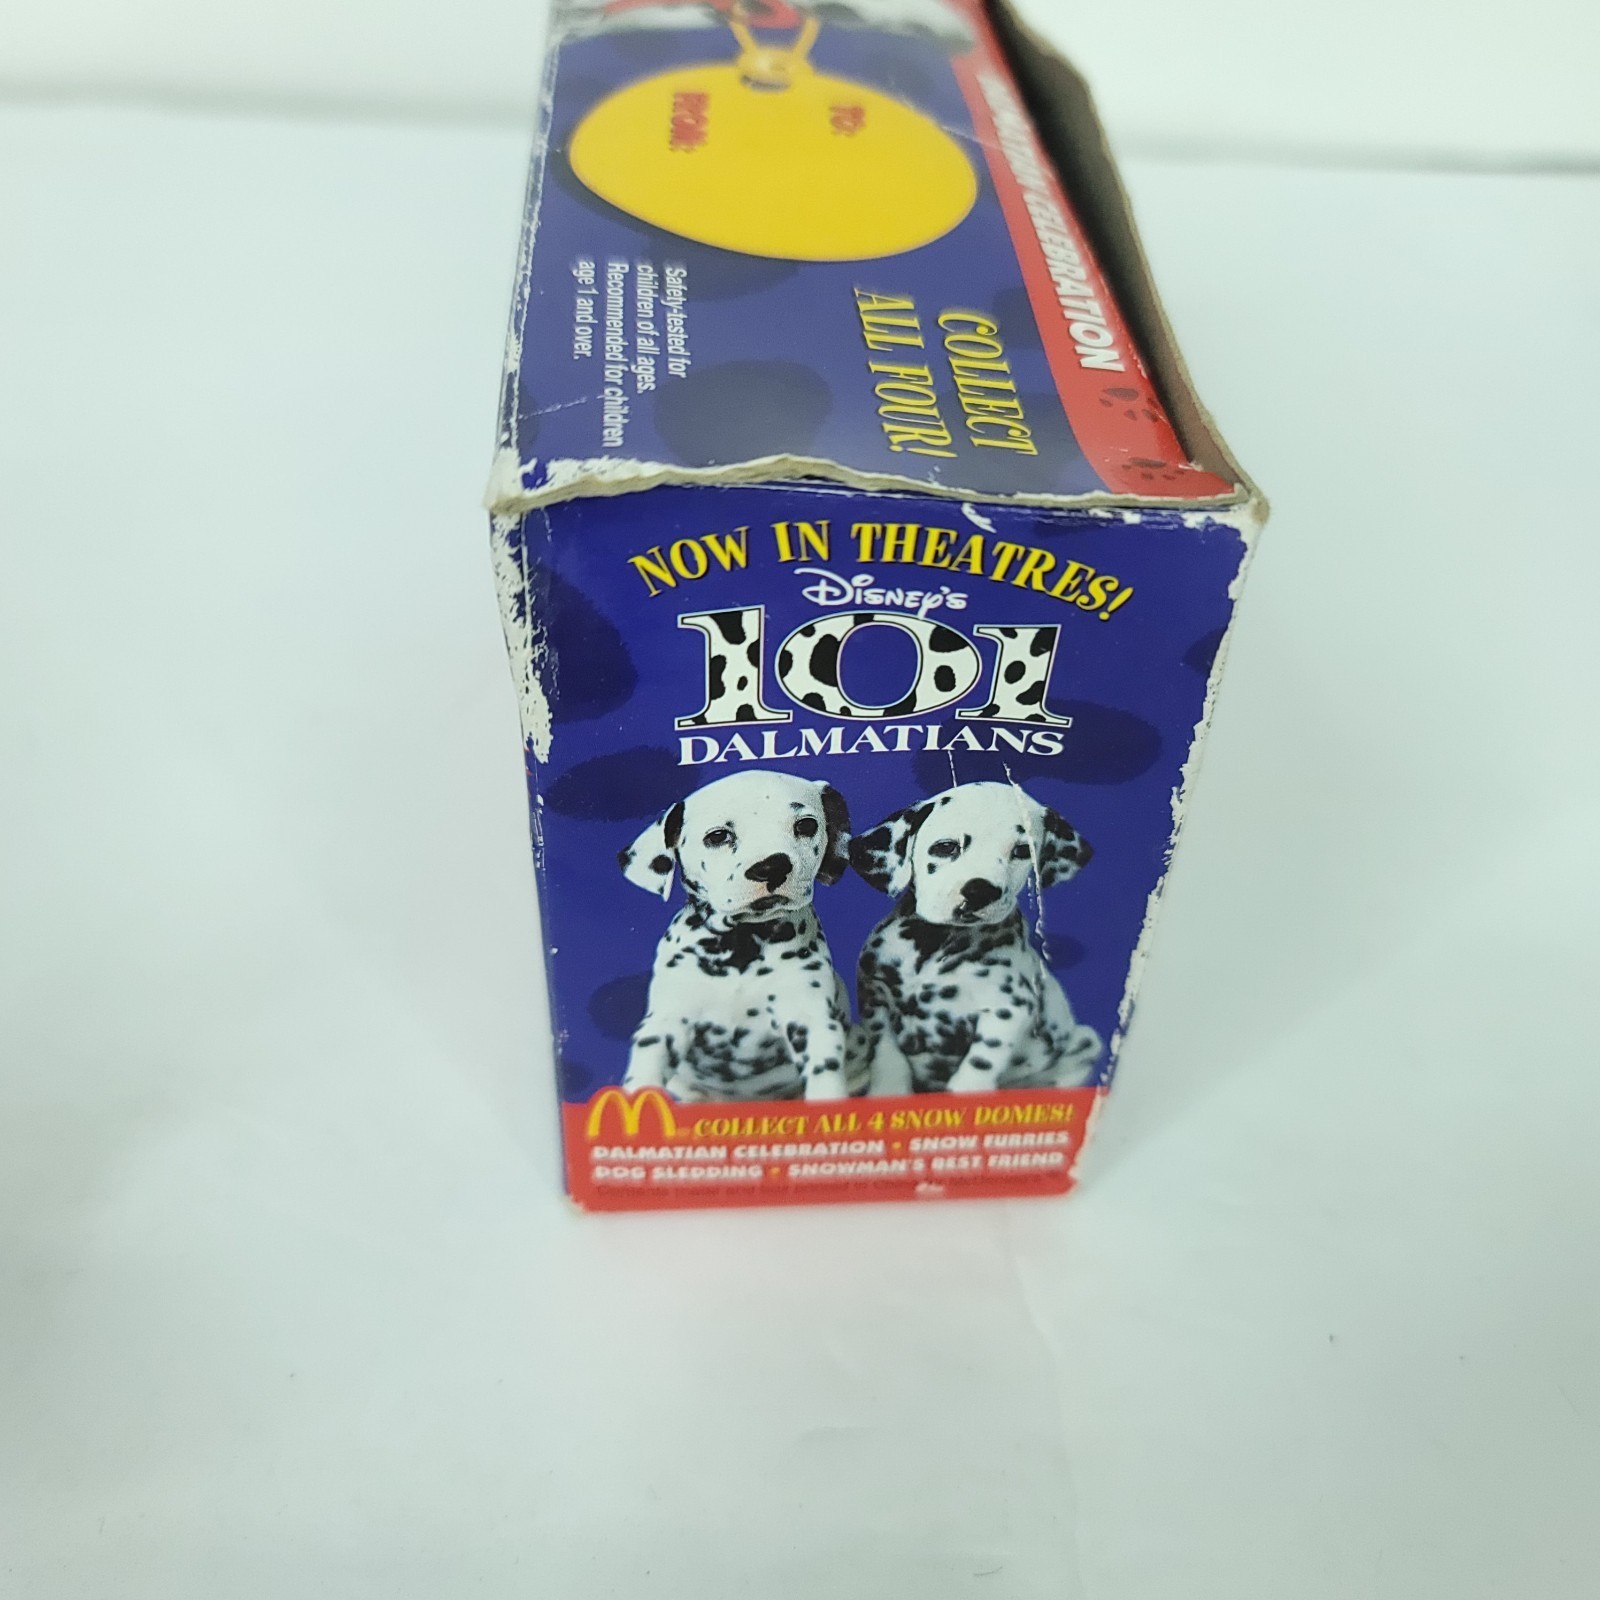 DALMATIAN CELEBRATION
TO:
FROM:
COLLECT
ALL FOUR!
Safety-tested for
children of all ages.
Recommended for children
age 1 and over.
NOW IN THEATRES!
DISNEY'S
101
DALMATIANS
COLLECT ALL 4 SNOW DOMES!
DALMATIAN CELEBRATION • SNOW FURRIES
DOG SLEDDING • SNOWMAN'S BEST FRIEND